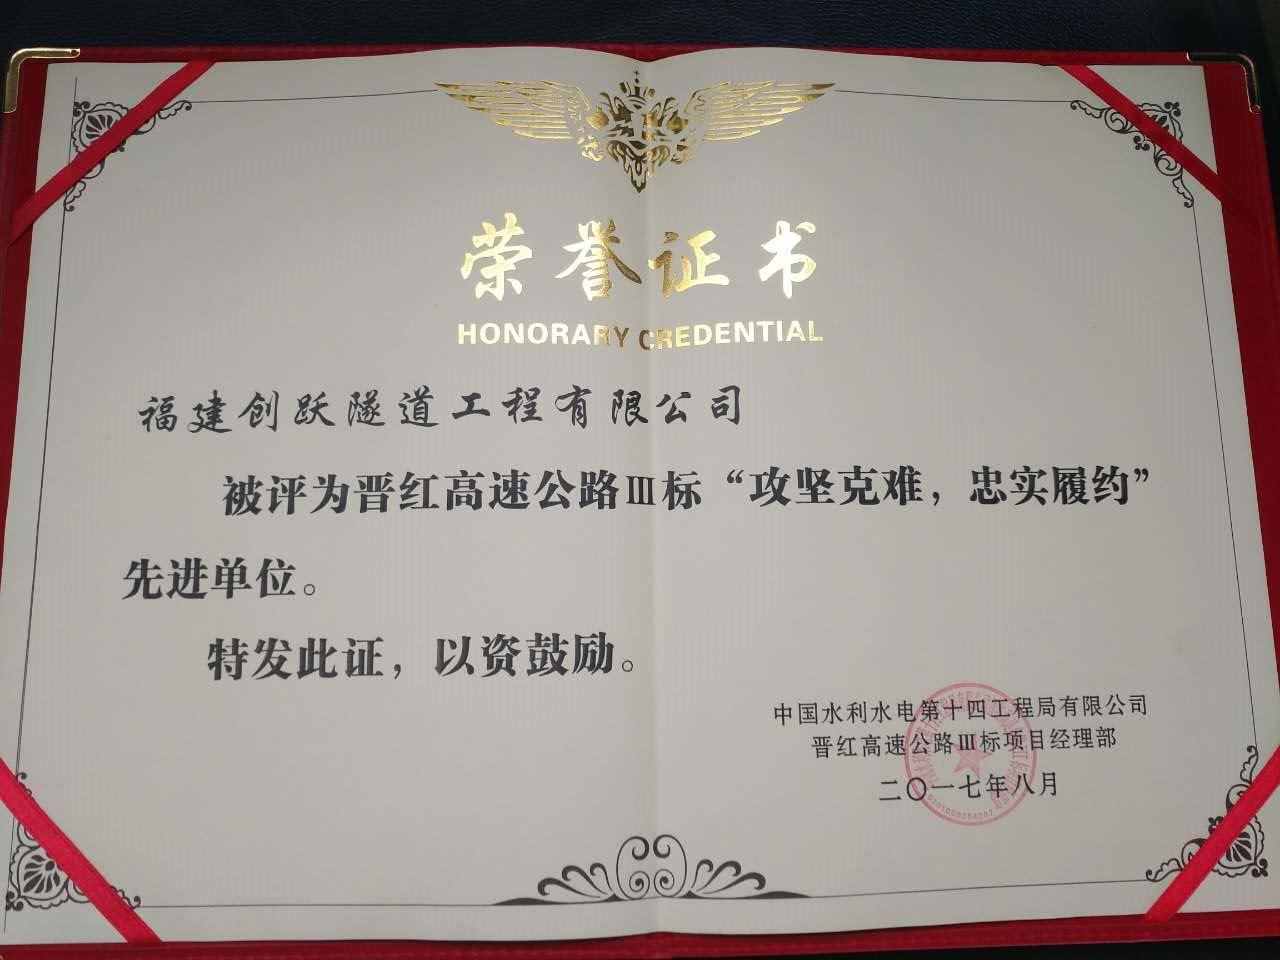 荣誉证书
HONORARY CREDENTIAL
福建创跃隧道工程有限公司
被评为晋红高速公路Ⅲ标“攻坚克难，忠实履约”
先进单位。
特发此证，以资鼓励。
中国水利水电第十四工程局有限公司
晋红高速公路Ⅲ标项目经理部
二〇一七年八月